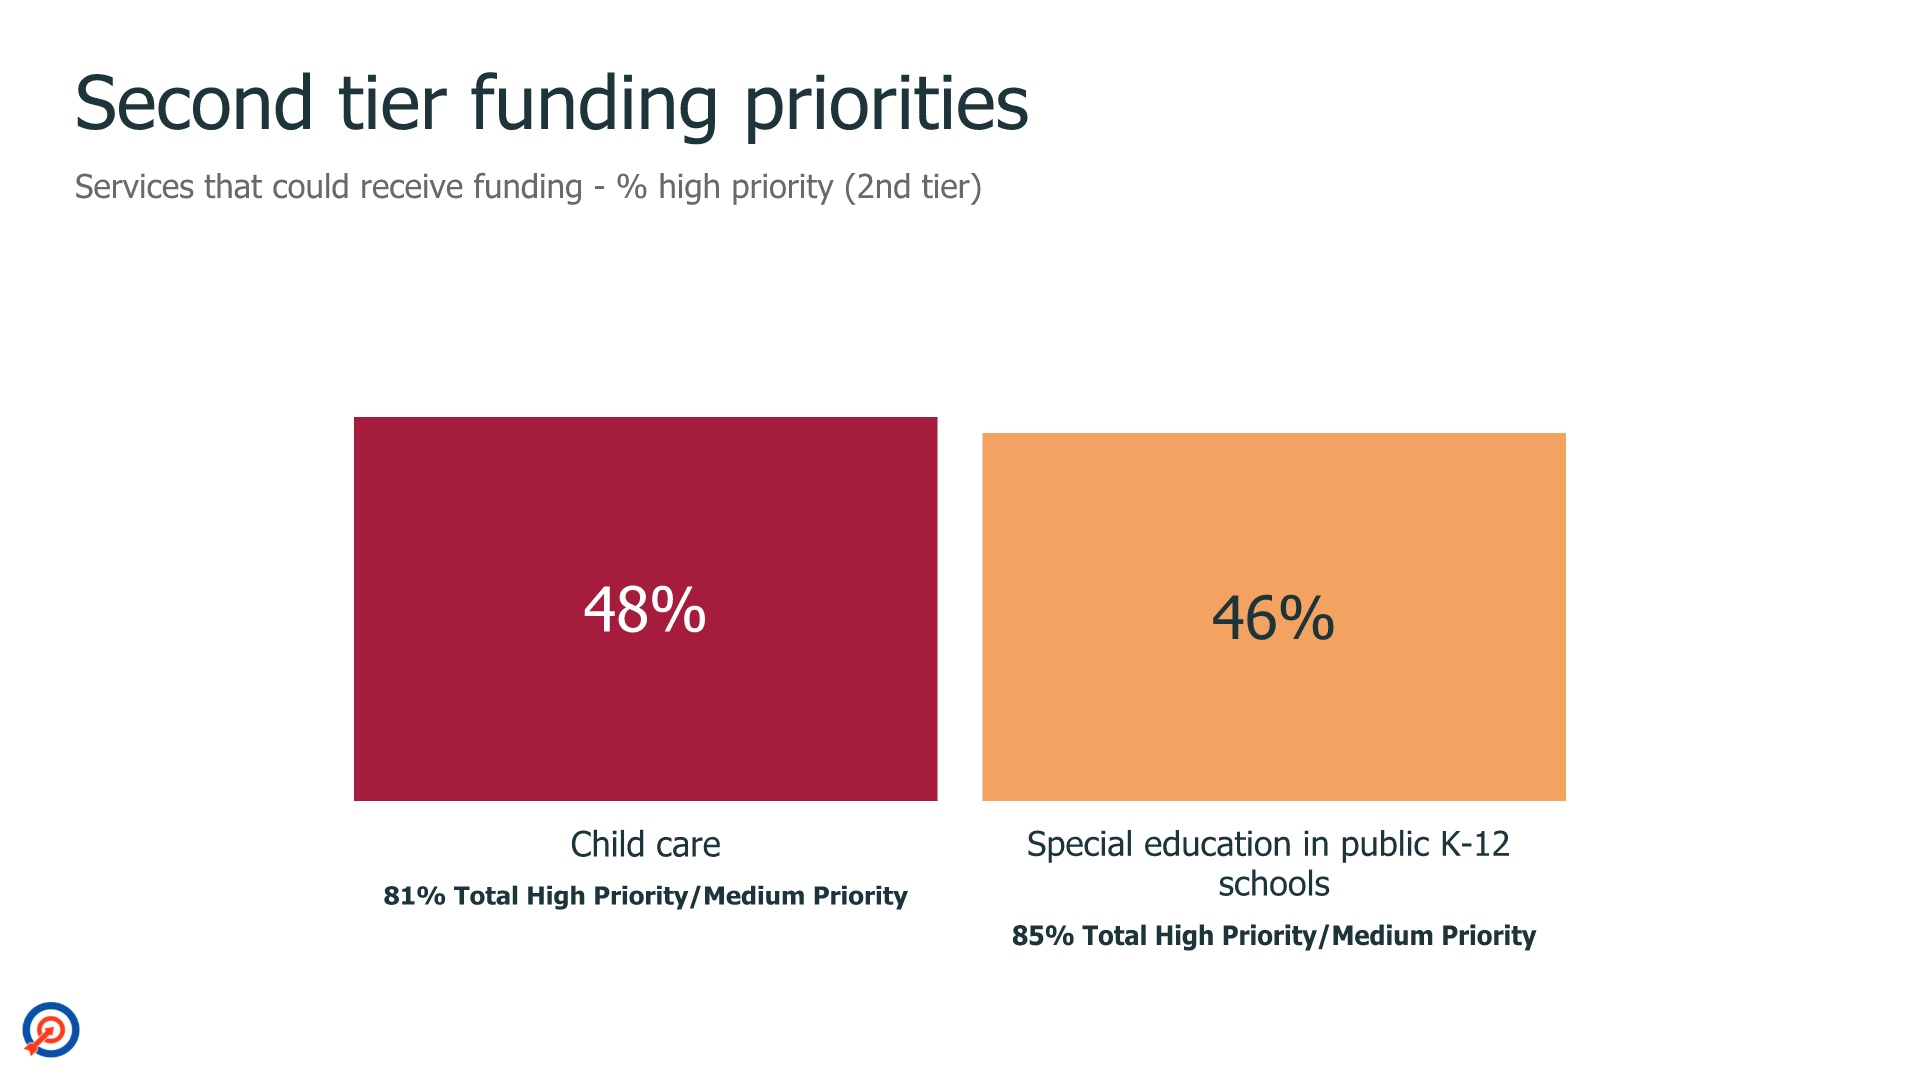 Second tier funding priorities
Services that could receive funding - % high priority (2nd tier)
48%
46%
Child care
81% Total High Priority/Medium Priority
Special education in public K-12
schools
85% Total High Priority/Medium Priority